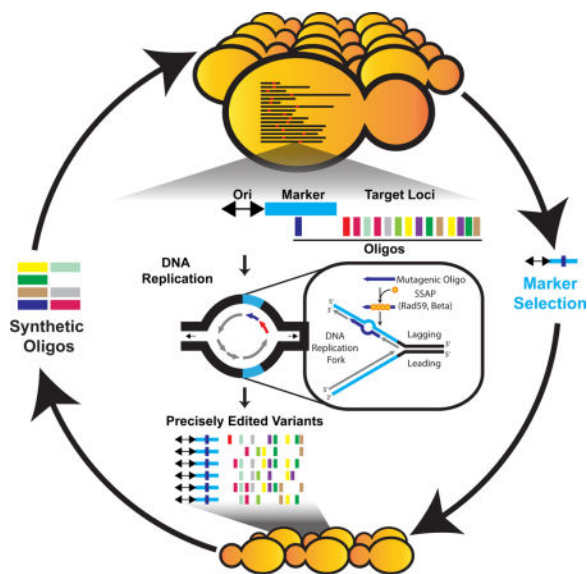 Ori
Marker
Target Loci
Oligos
DNA
Replication
Synthetic
Oligos
Marker
Selection
Mutagenic Oligo
SSAP
(Rad59, Beta)
DNA
Replication
Fork
Lagging
Leading
5'
3'
3'
5'
3'
5'
Precisely Edited Variants